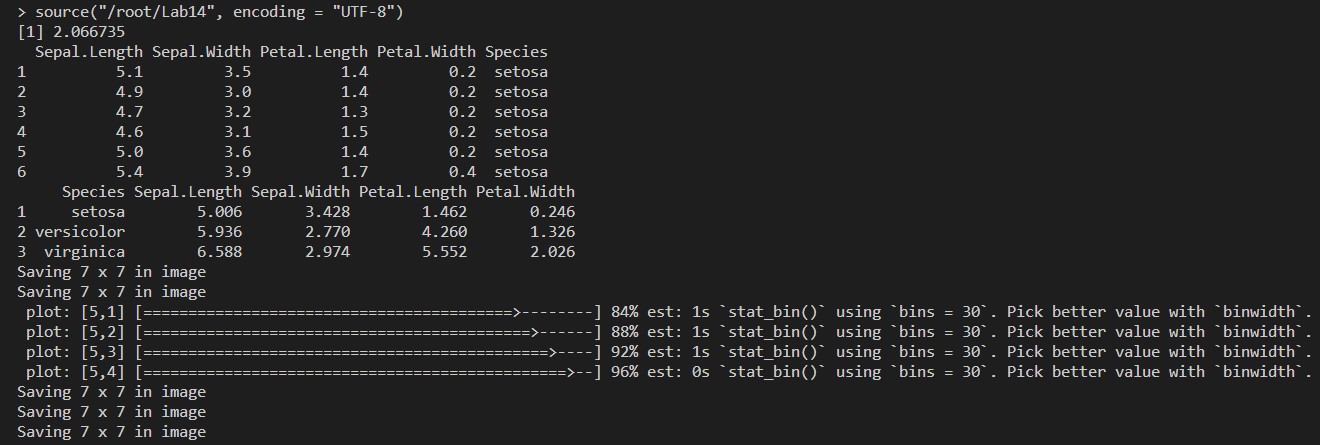 > source("/root/Lab14", encoding = "UTF-8")
[1] 2.066735
  Sepal.Length Sepal.Width Petal.Length Petal.Width Species
1          5.1         3.5          1.4         0.2  setosa
2          4.9         3.0          1.4         0.2  setosa
3          4.7         3.2          1.3         0.2  setosa
4          4.6         3.1          1.5         0.2  setosa
5          5.0         3.6          1.4         0.2  setosa
6          5.4         3.9          1.7         0.4  setosa
     Species Sepal.Length Sepal.Width Petal.Length Petal.Width
1     setosa        5.006       3.428        1.462       0.246
2 versicolor        5.936       2.770        4.260       1.326
3  virginica        6.588       2.974        5.552       2.026
Saving 7 x 7 in image
Saving 7 x 7 in image
 plot: [5,1] [=========================================>--------] 84% est: 1s `stat_bin()` using `bins = 30`. Pick better value with `binwidth`.
 plot: [5,2] [===========================================>------] 88% est: 1s `stat_bin()` using `bins = 30`. Pick better value with `binwidth`.
 plot: [5,3] [=============================================>----] 92% est: 1s `stat_bin()` using `bins = 30`. Pick better value with `binwidth`.
 plot: [5,4] [===============================================>--] 96% est: 0s `stat_bin()` using `bins = 30`. Pick better value with `binwidth`.
Saving 7 x 7 in image
Saving 7 x 7 in image
Saving 7 x 7 in image